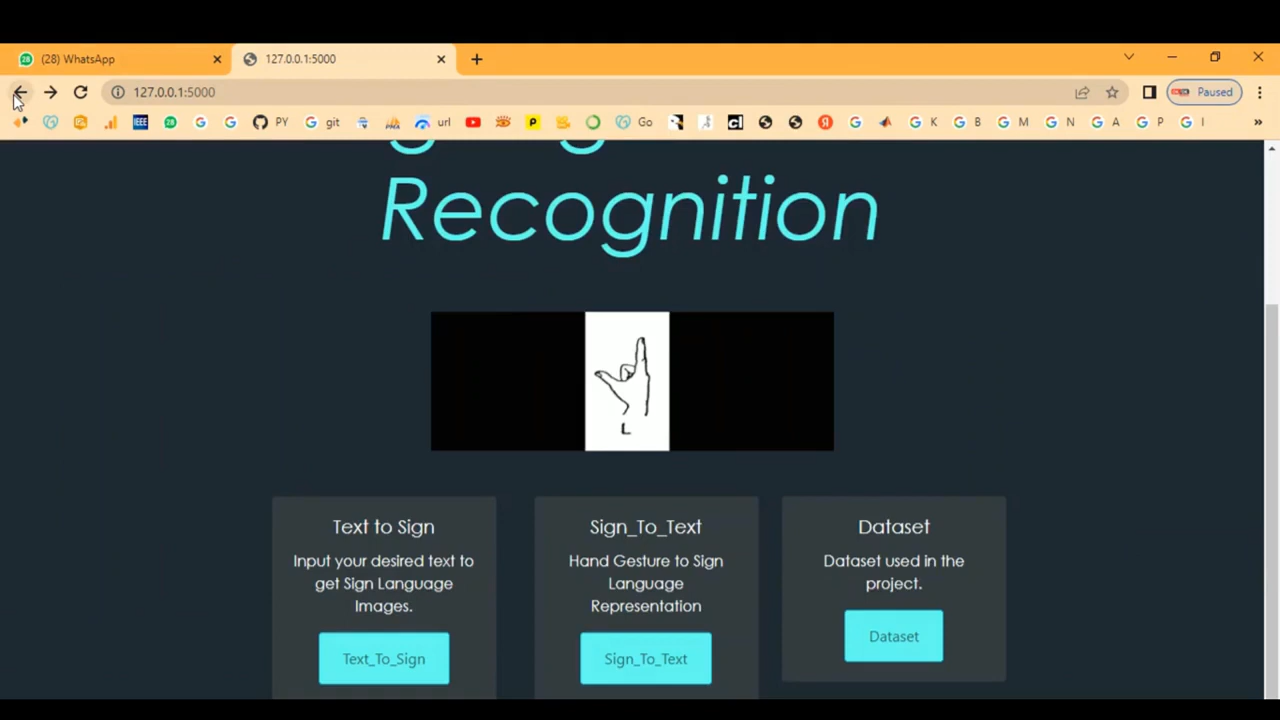 (28) WhatsApp
127.0.0.1:5000
127.0.0.1:5000
Paused
PY
git
url
Go
K
B
M
N
A
P
I
Recognition
L
Text to Sign
Input your desired text to
get Sign Language
Images.
Text_To_Sign
Sign_To_Text
Hand Gesture to Sign
Language
Representation
Sign_To_Text
Dataset
Dataset used in the
project.
Dataset